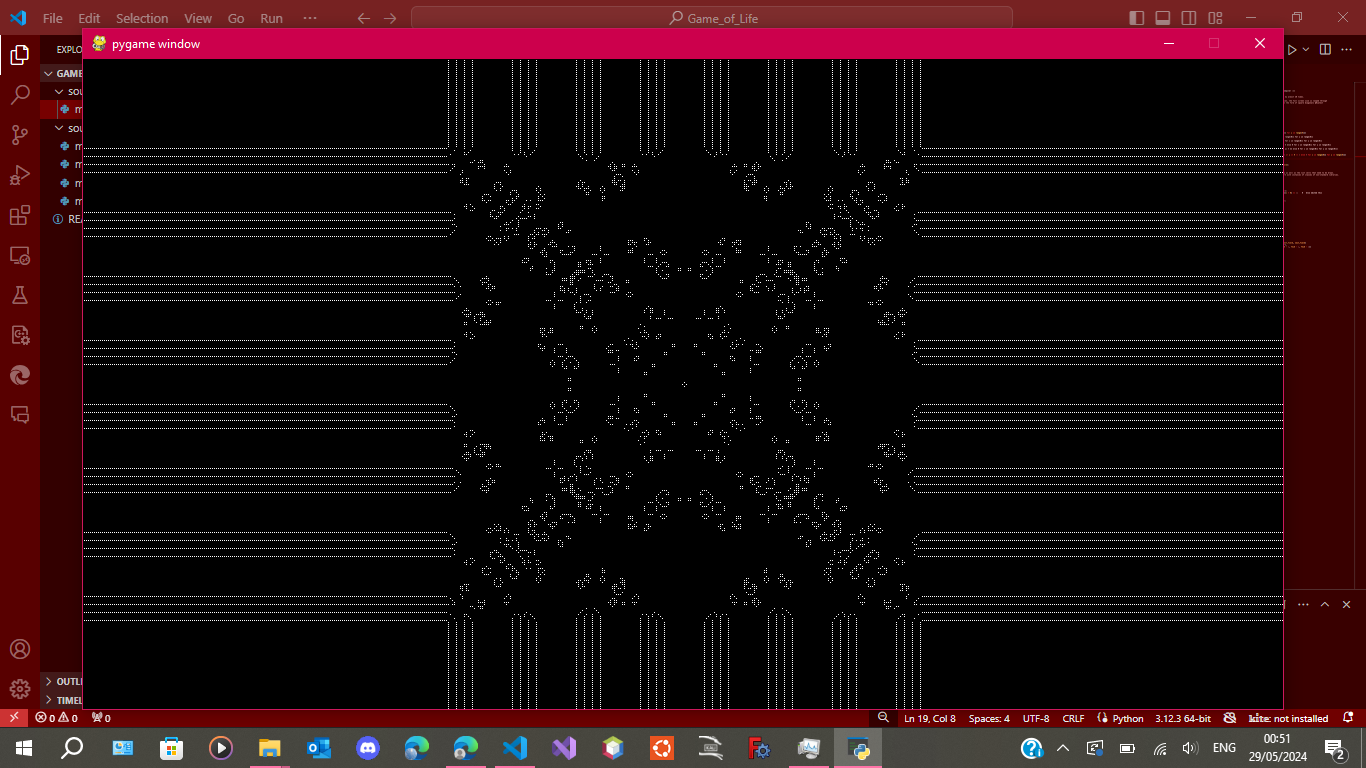 File Edit Selection View Go Run ··· Game_of_Life
pygame window
EXPLO
GAME
sou
m
sou
m
m
m
m
REA
OUTLI
TIMEL
0 0 0 Ln 19, Col 8 Spaces: 4 UTF-8 CRLF Python 3.12.3 64-bit kite: not installed
ENG 00:51
29/05/2024
2